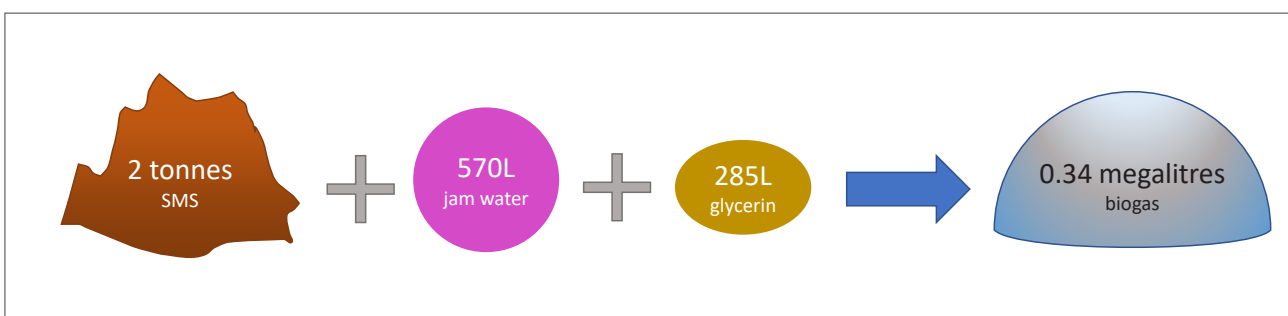 2 tonnes
SMS
570L
jam water
285L
glycerin
0.34 megalitres
biogas